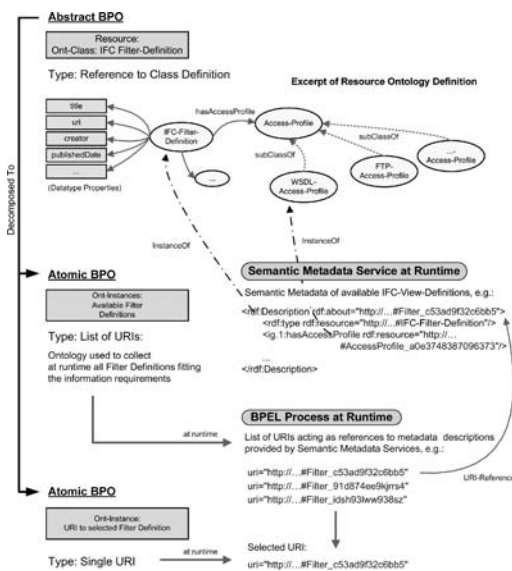 Abstract BPO
Resource:
Ont-Class: IFC Filter-Definition
Type: Reference to Class Definition
Excerpt of Resource Ontology Definition
title
uri
creator
publishedDate
...
(Datatype Properties)
IFC-Filter-
Definition
hasAccessProfile
Access-Profile
...
subClassOf
subClassOf
WSDL-
Access-Profile
FTP-
Access-Profile
...-
Access-Profile
InstanceOf
InstanceOf
Decomposed To
Atomic BPO
Ont-Instances:
Available Filter
Definitions
Type: List of URIs:
Ontology used to collect
at runtime all Filter Definitions fitting
the information requirements
Semantic Metadata Service at Runtime
Semantic Metadata of available IFC-View-Definitions, e.g.:
<rdf:Description rdf:about="http://...#Filter_c53ad9f32c6bb5">
<rdf:type rdf:resource="http://...#IFC-Filter-Definition"/>
<ig.1:hasAccessProfile rdf:resource="http://...
#AccessProfile_a0e3748387096373"/>
...
</rdf:Description>
BPEL Process at Runtime
at runtime
List of URIs acting as references to metadata descriptions
provided by Semantic Metadata Services, e.g.:
uri="http://...#Filter_c53ad9f32c6bb5"
uri="http://...#Filter_91d874ee9kjrrs4"
uri="http://...#Filter_idsh93lww938sz"
URI-Reference
Atomic BPO
Ont-Instance:
URI to selected Filter Definition
Type: Single URI
at runtime
Selected URI:
uri="http://...#Filter_c53ad9f32c6bb5"